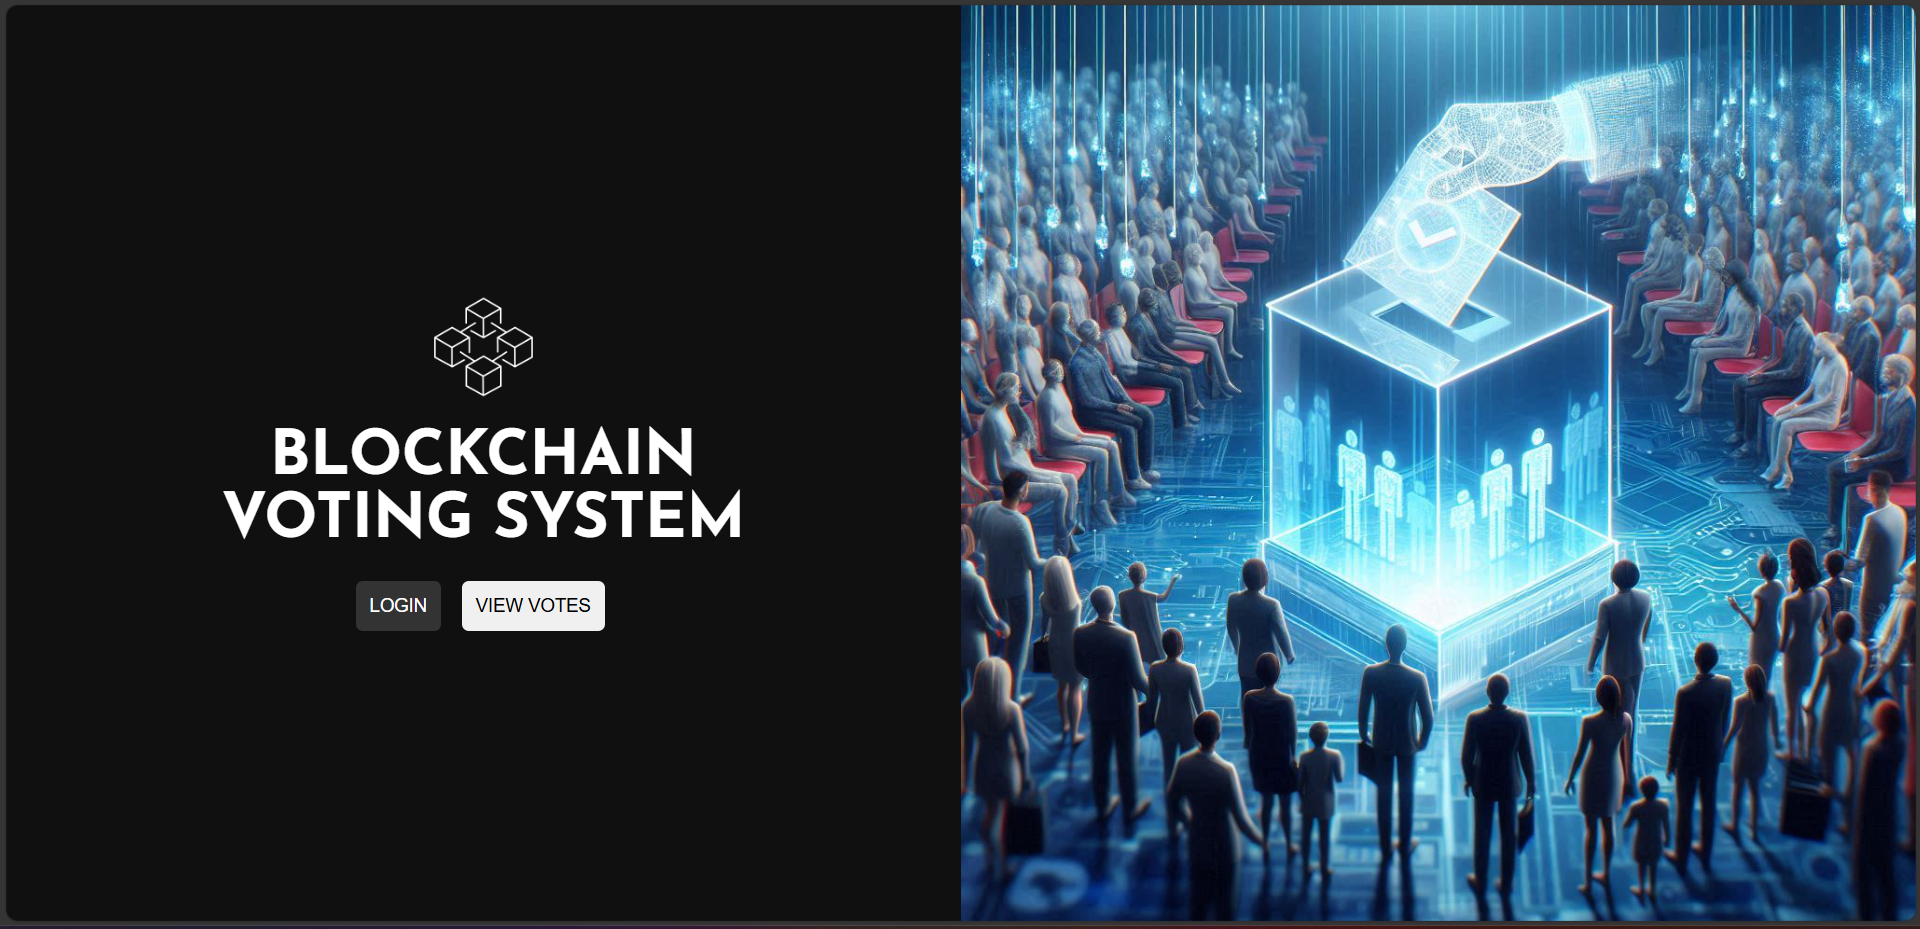 BLOCKCHAIN
VOTING SYSTEM
LOGIN
VIEW VOTES